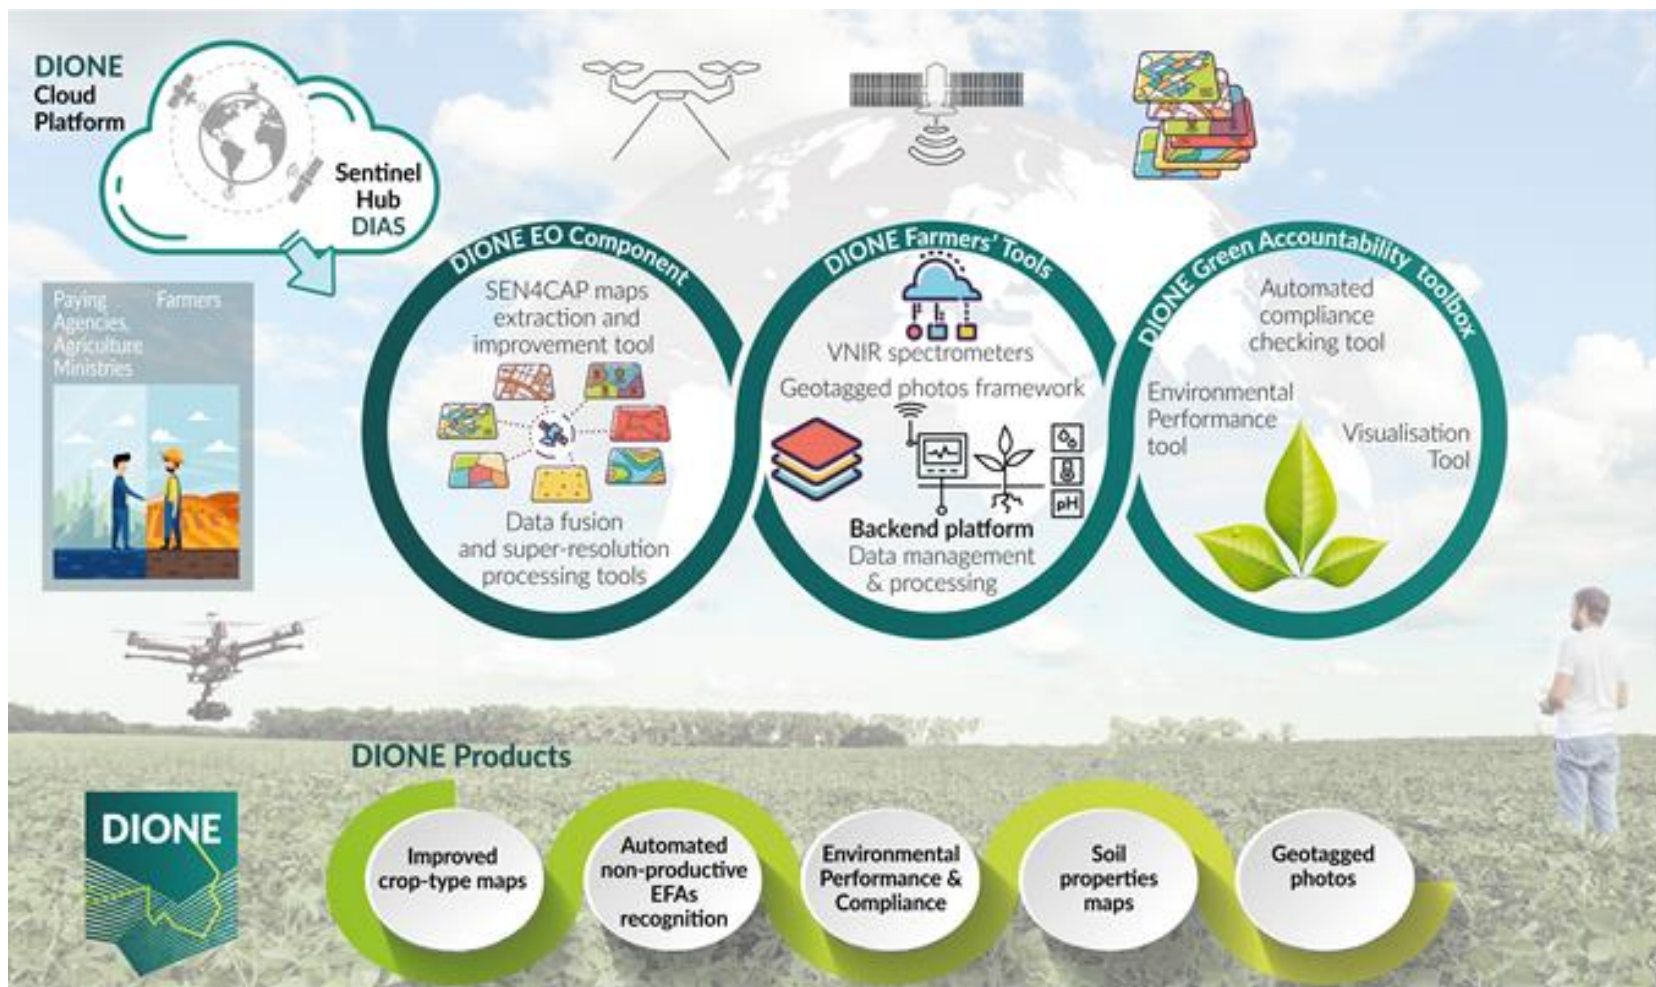 DIONE
Cloud
Platform
Sentinel
Hub
DIAS
Paying
Agencies,
Agriculture
Ministries
Farmers
DIONE EO Component
SEN4CAP maps
extraction and
improvement tool
Data fusion
and super-resolution
processing tools
DIONE Farmers' Tools
VNIR spectrometers
Geotagged photos framework
pH
Backend platform
Data management
& processing
DIONE Green Accountability toolbox
Automated
compliance
checking tool
Environmental
Performance
tool
Visualisation
Tool
DIONE Products
DIONE
Improved
crop-type maps
Automated
non-productive
EFAs
recognition
Environmental
Performance &
Compliance
Soil
properties
maps
Geotagged
photos